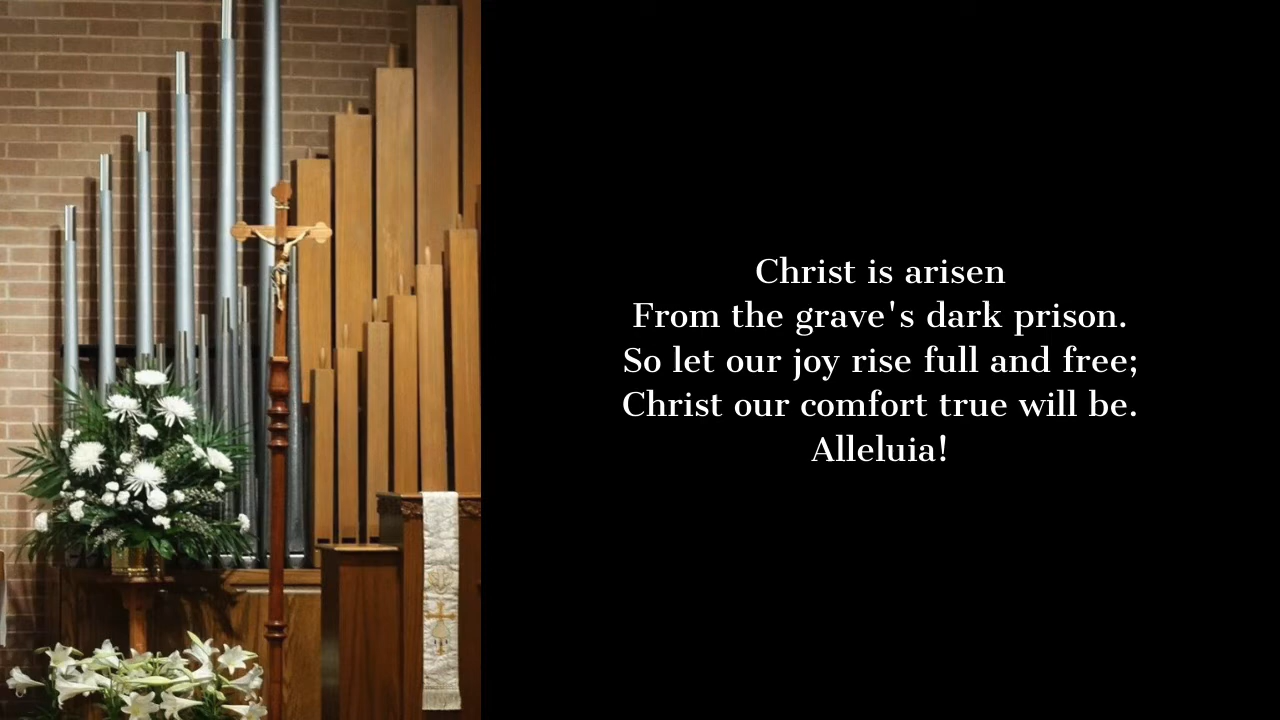 Christ is arisen
From the grave's dark prison.
So let our joy rise full and free;
Christ our comfort true will be.
Alleluia!